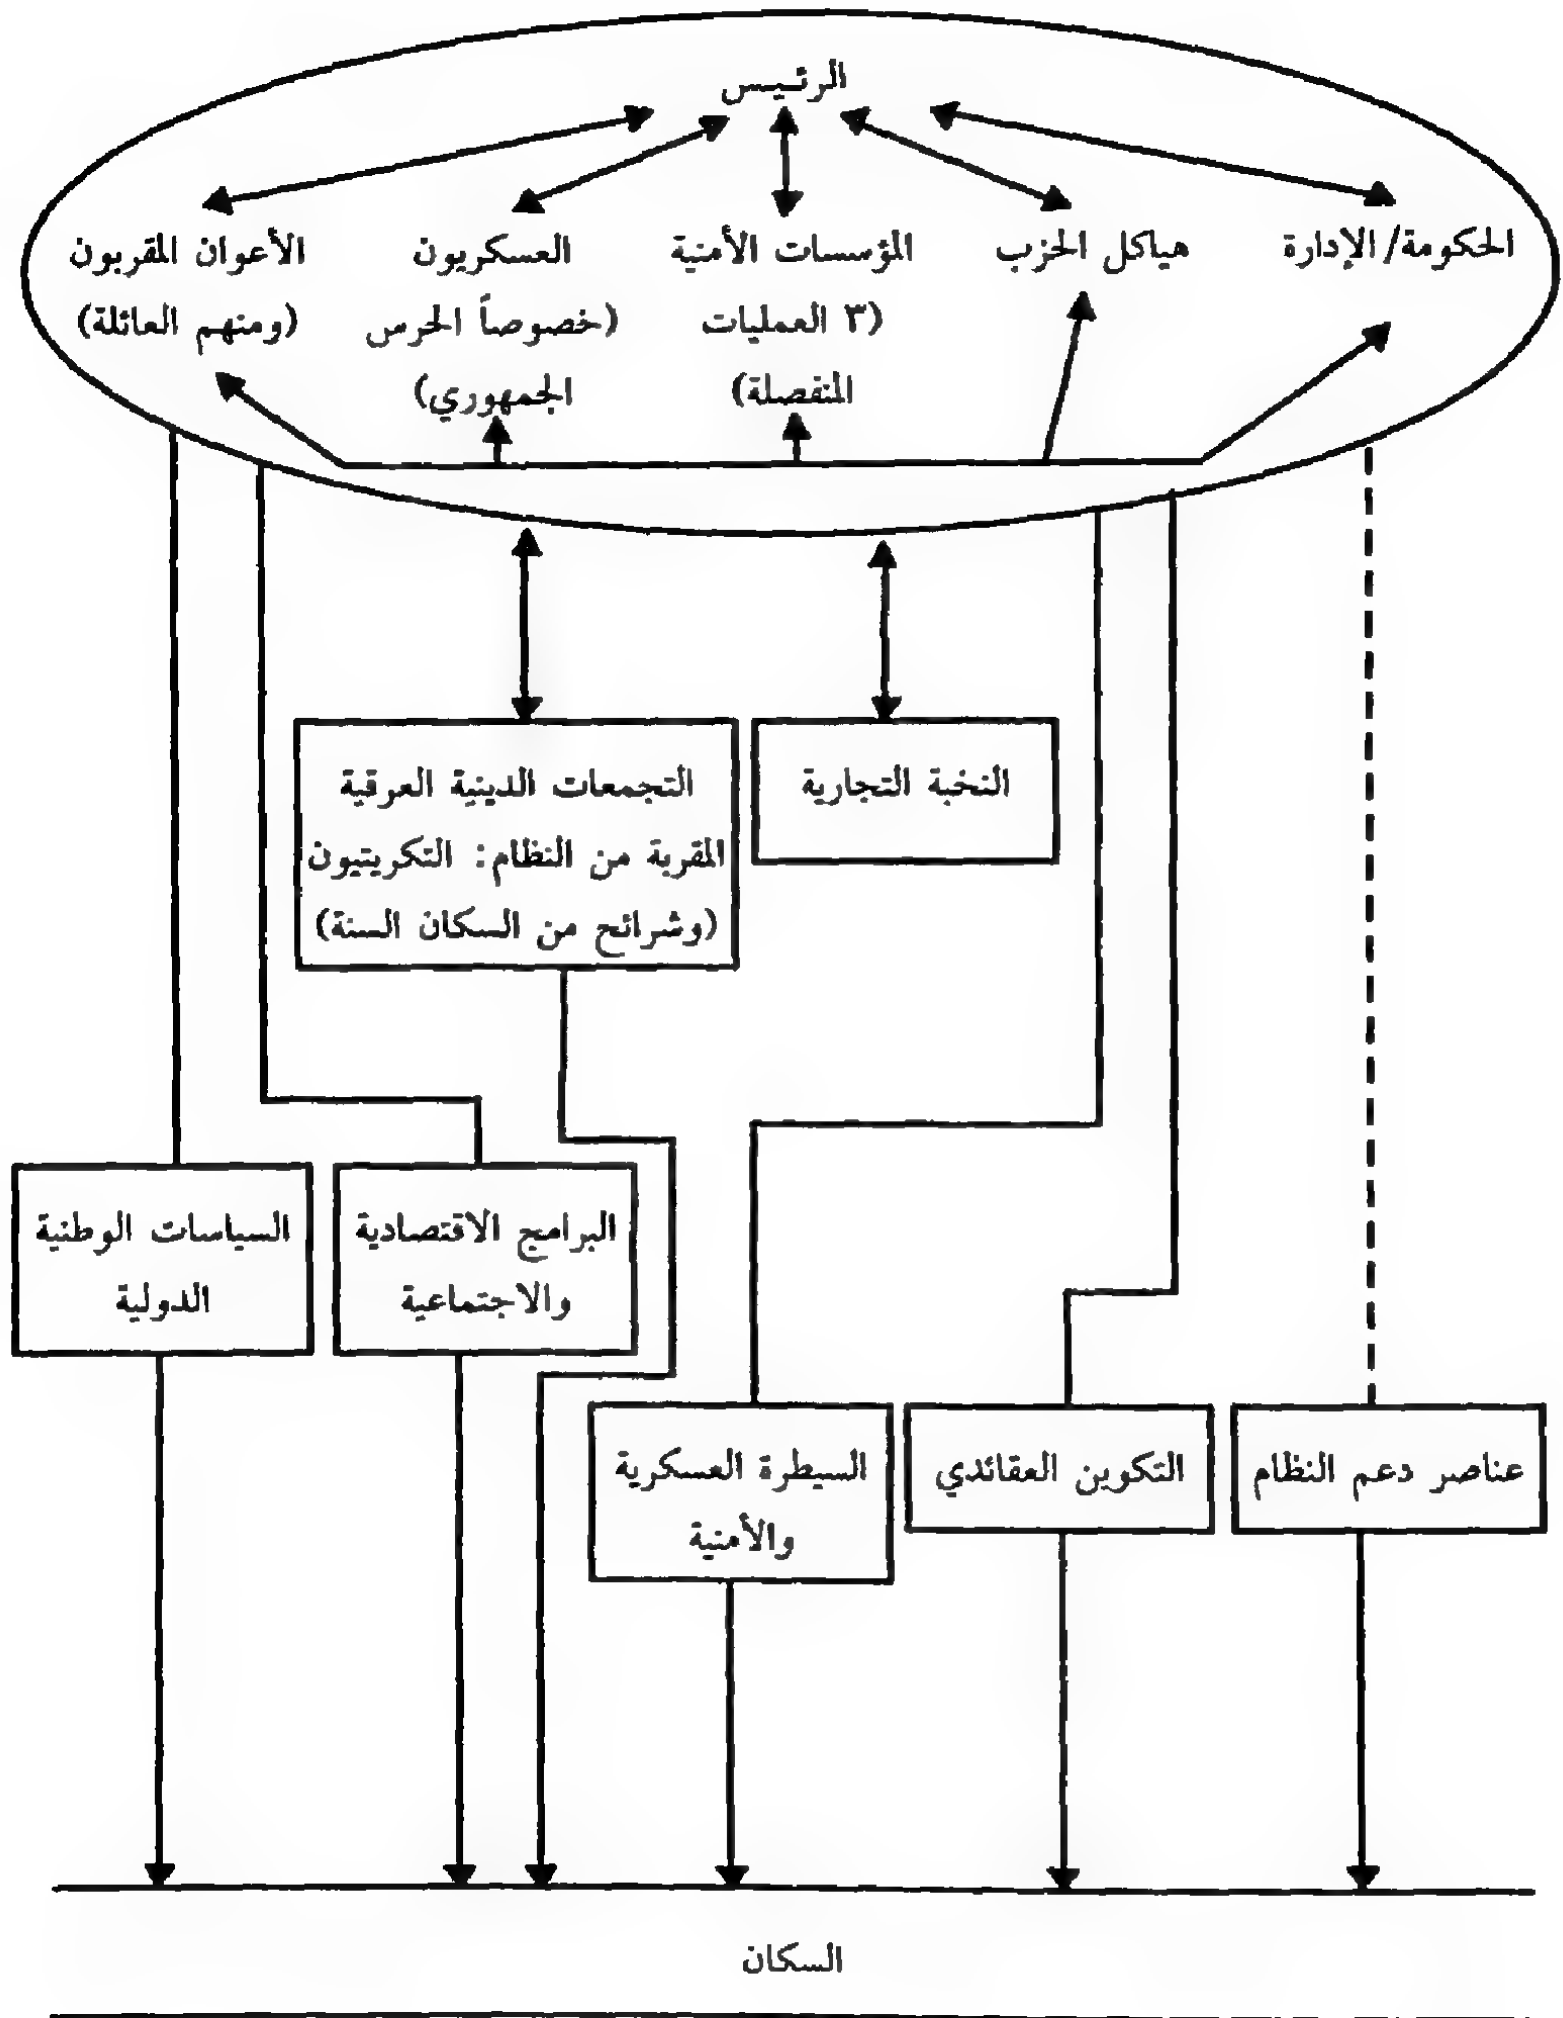 الرئيس
الحكومة/الإدارة
هياكل الحزب
المؤسسات الأمنية
(٣ العمليات
المنفصلة)
العسكريون
(خصوصاً الحرس
الجمهوري)
الأعوان المقربون
(ومنهم العائلة)
النخبة التجارية
التجمعات الدينية العرقية
المقربة من النظام: التكريتيون
(وشرائح من السكان السنة)
البرامج الاقتصادية
والاجتماعية
السياسات الوطنية
الدولية
عناصر دعم النظام
التكوين العقائدي
السيطرة العسكرية
والأمنية
السكان